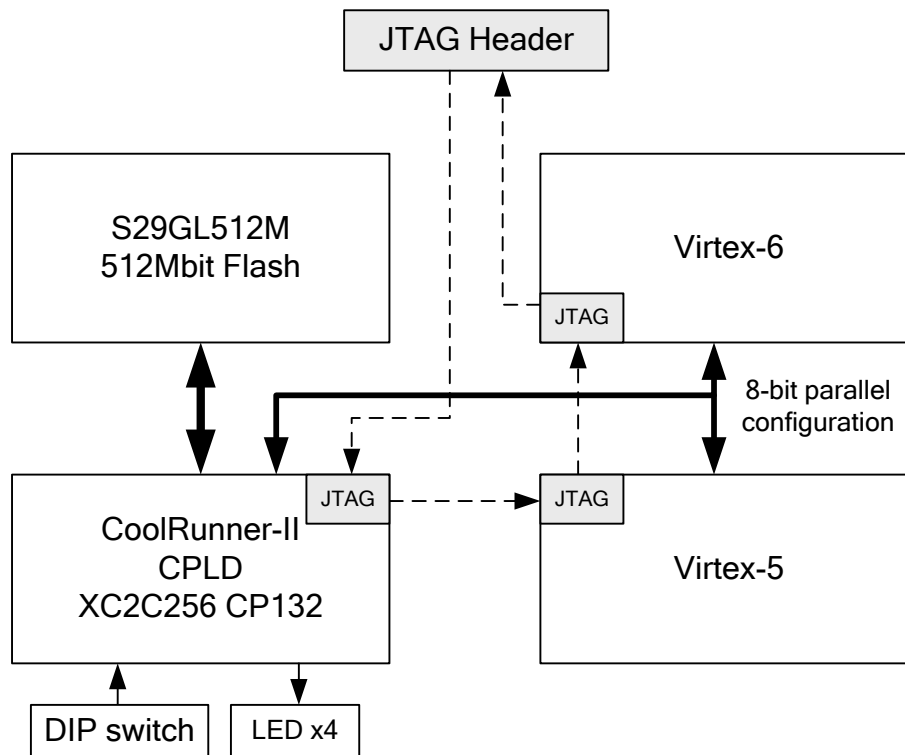 JTAG Header
S29GL512M
512Mbit Flash
Virtex-6
JTAG
8-bit parallel
configuration
JTAG
JTAG
CoolRunner-II
CPLD
XC2C256 CP132
Virtex-5
DIP switch
LED x4